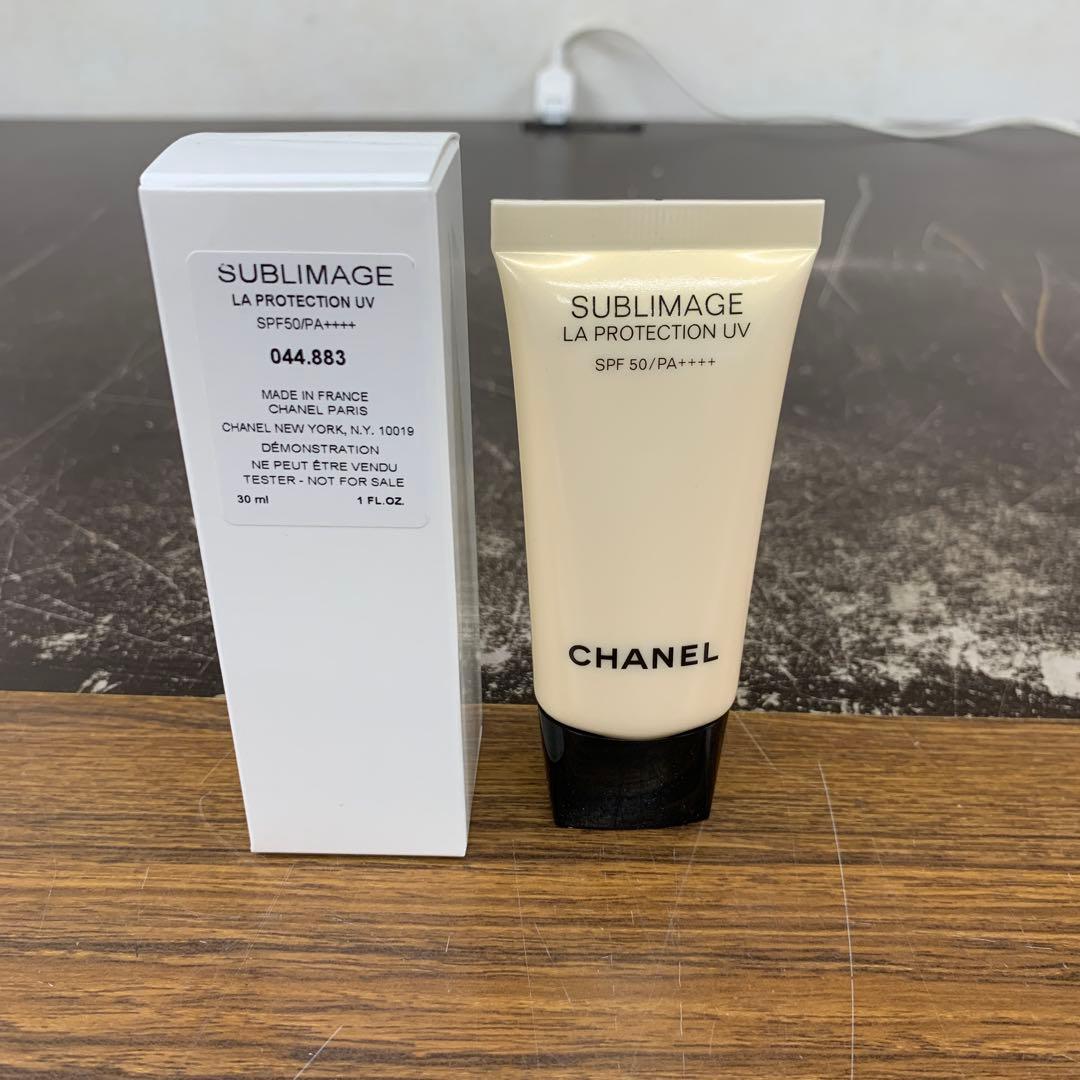 SUBLIMAGE
LA PROTECTION UV
SPF50/PA++++
044.883
MADE IN FRANCE
CHANEL PARIS
CHANEL NEW YORK, N.Y. 10019
DÉMONSTRATION
NE PEUT ÊTRE VENDU
TESTER - NOT FOR SALE
30 ml 1 FL.OZ.
SUBLIMAGE
LA PROTECTION UV
SPF 50/PA++++
CHANEL